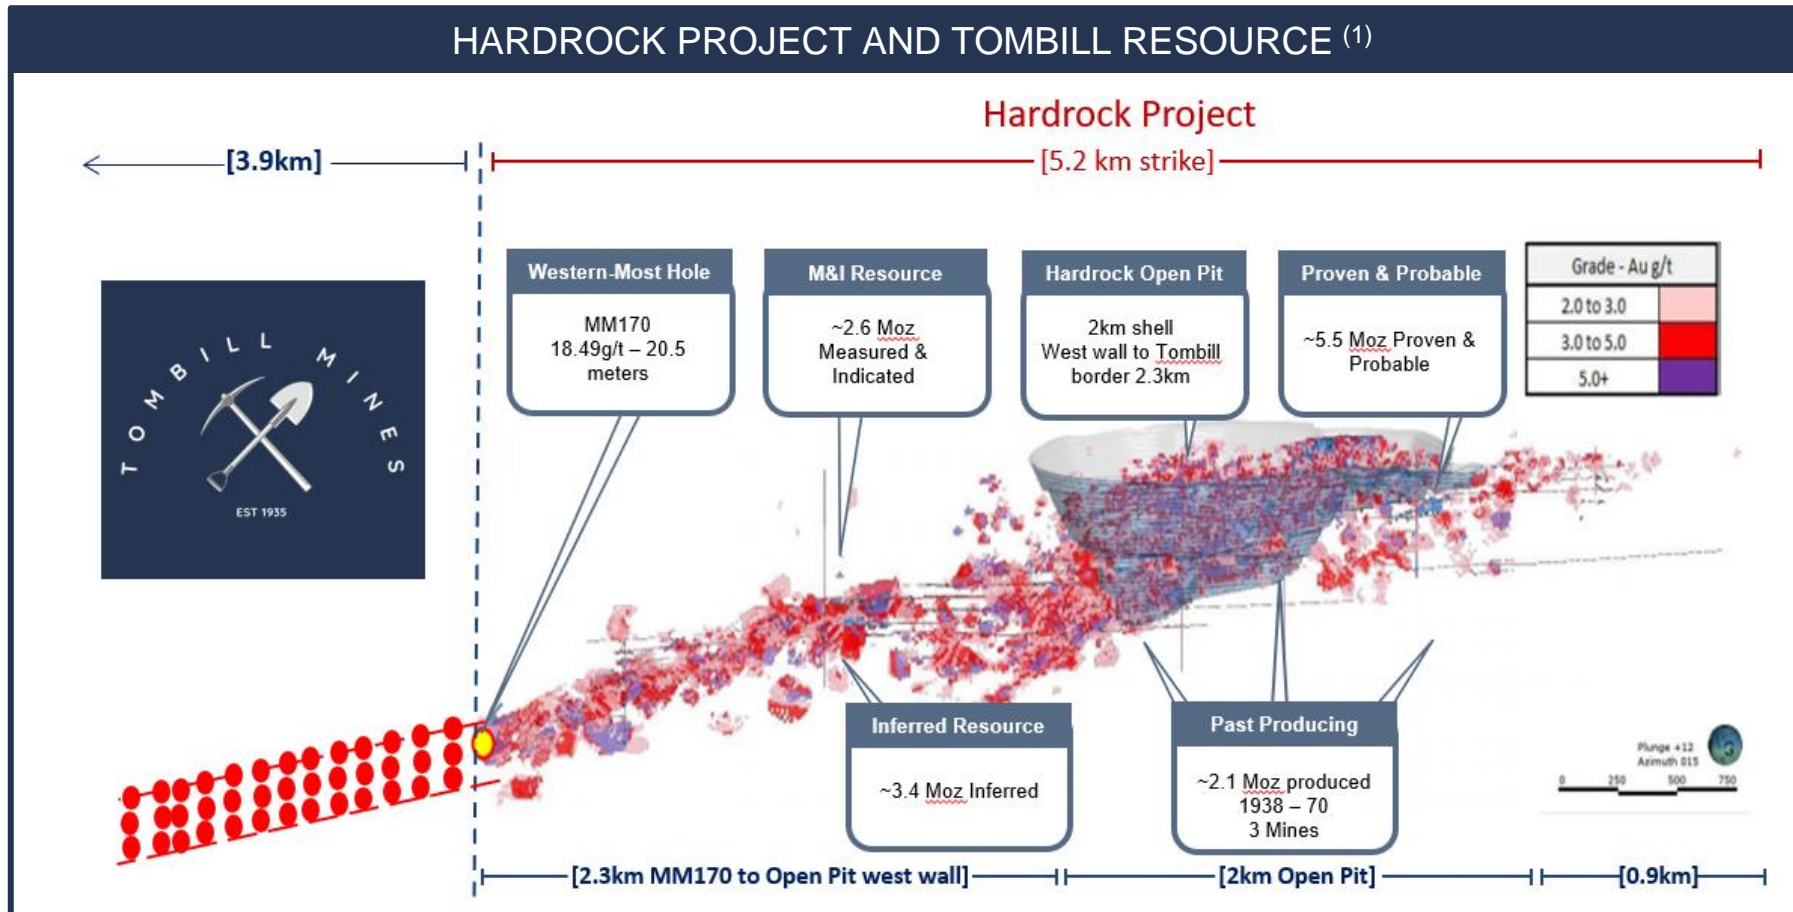 HARDROCK PROJECT AND TOMBILL RESOURCE (1)
Hardrock Project
[3.9km]
[5.2 km strike]
TOMBILL MINES
EST 1935
Western-Most Hole
MM170
18.49g/t – 20.5
meters
M&I Resource
~2.6 Moz
Measured &
Indicated
Hardrock Open Pit
2km shell
West wall to Tombill
border 2.3km
Proven & Probable
~5.5 Moz Proven &
Probable
Grade - Au g/t
2.0 to 3.0
3.0 to 5.0
5.0+
Inferred Resource
~3.4 Moz Inferred
Past Producing
~2.1 Moz produced
1938 – 70
3 Mines
Plunge +12
Azimuth 015
0 250 500 750
[2.3km MM170 to Open Pit west wall]
[2km Open Pit]
[0.9km]